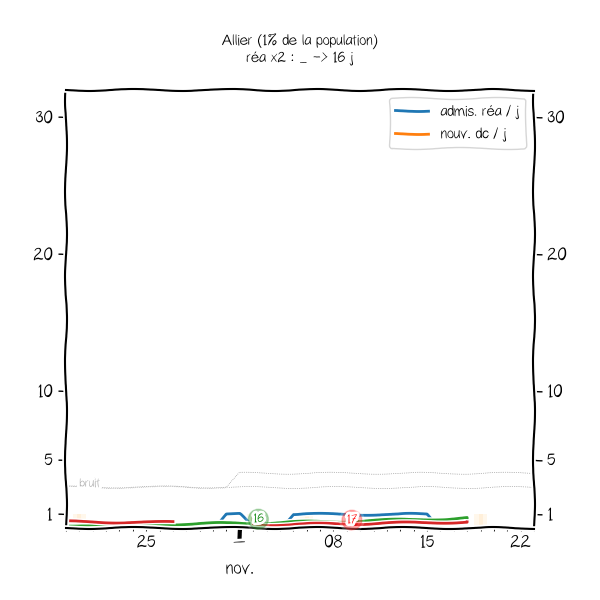 Allier (1% de la population)
réa x2 : _ -> 16 j
admis. réa / j
nouv. dc / j
30
30
20
20
10
10
5
5
bruit
1
1
16
17
25
1
08
15
22
nov.